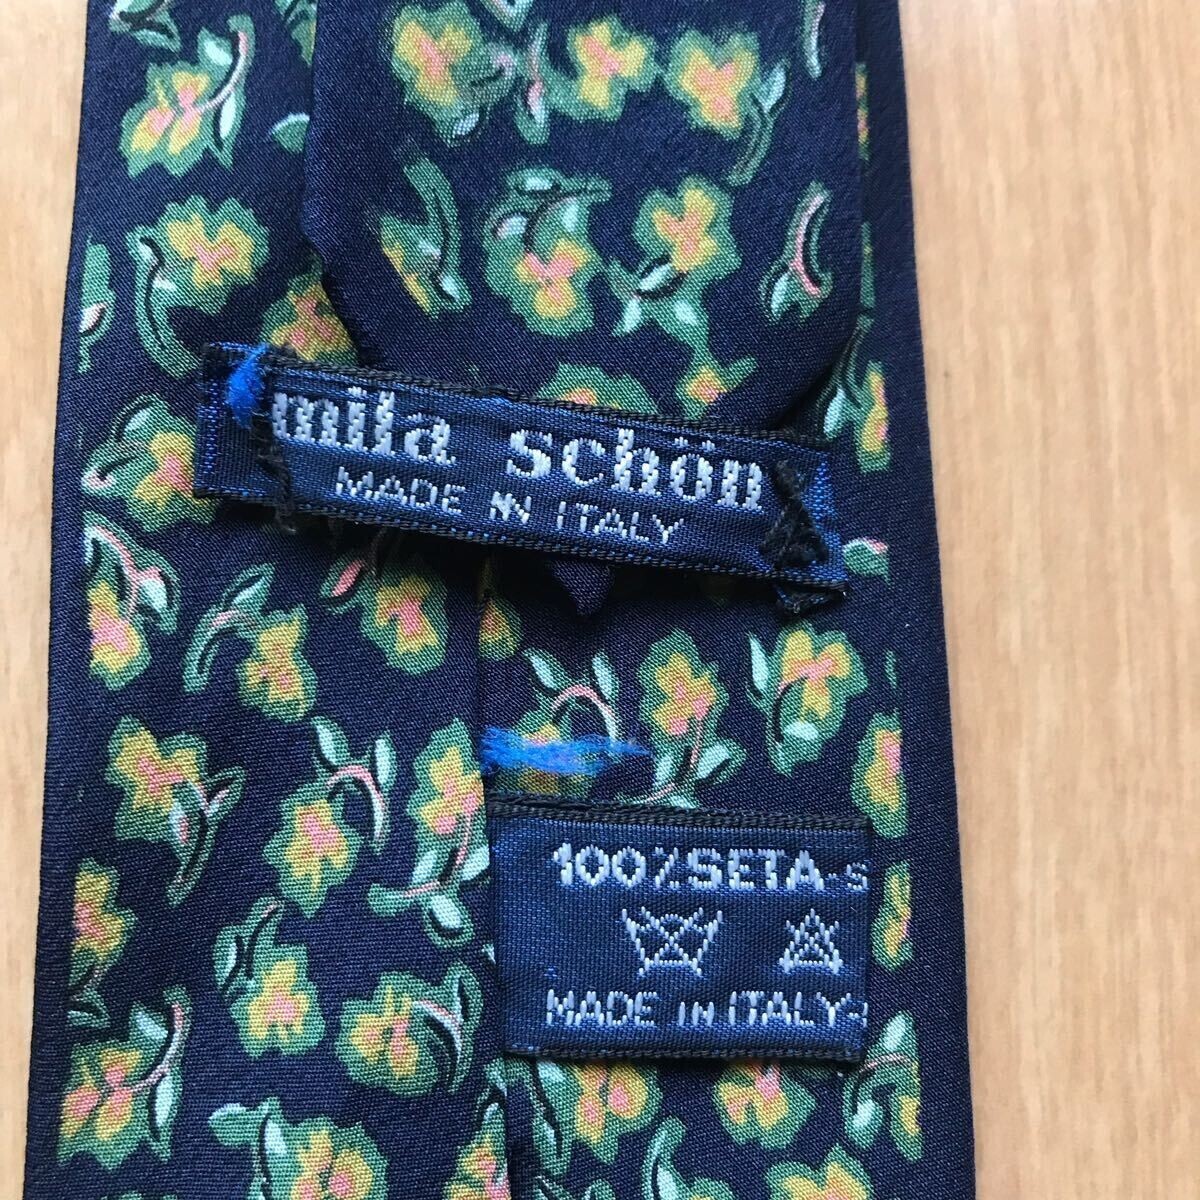 mila schön
MADE IN ITALY
100% SETA-S
MADE IN ITALY-